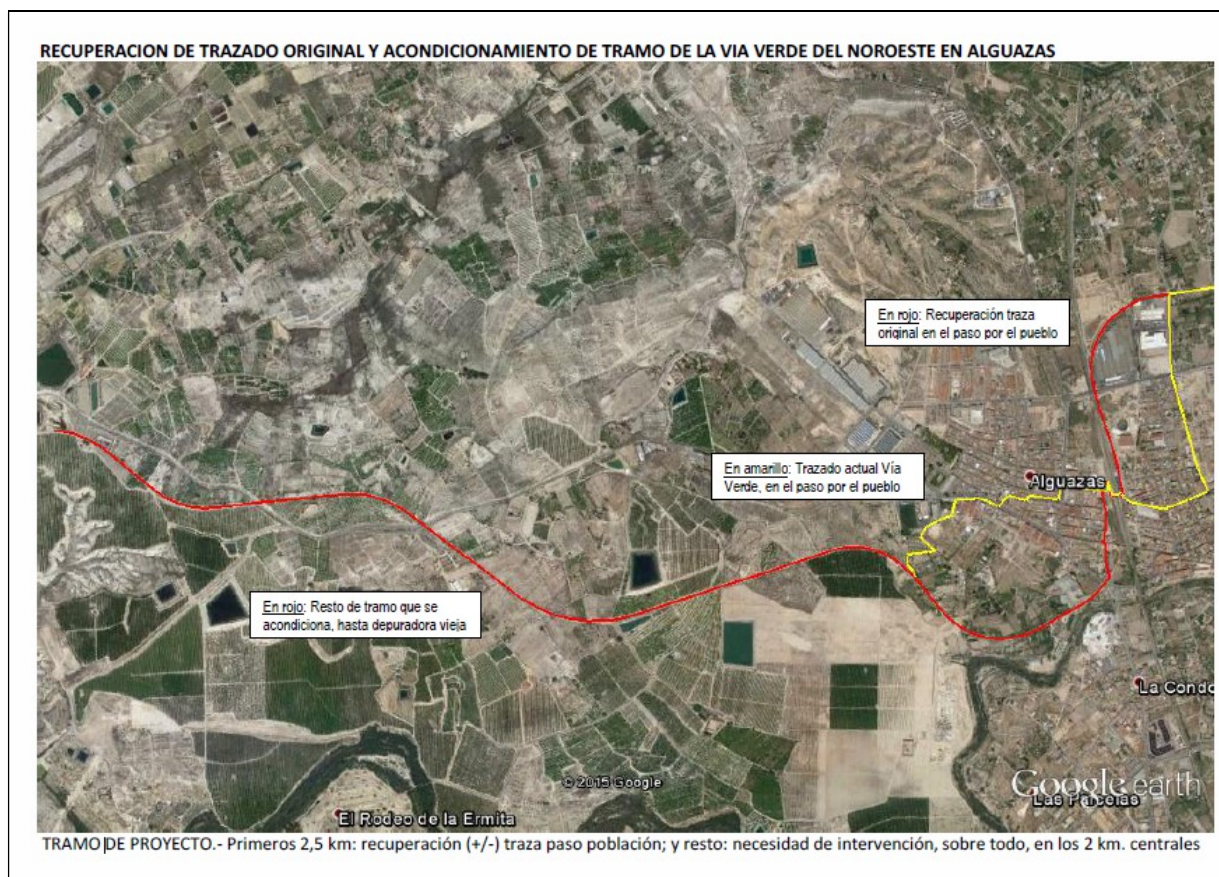 RECUPERACION DE TRAZADO ORIGINAL Y ACONDICIONAMIENTO DE TRAMO DE LA VIA VERDE DEL NOROESTE EN ALGUAZAS
En rojo: Recuperación traza
original en el paso por el pueblo
En amarillo: Trazado actual Vía
Verde, en el paso por el pueblo
Alguazas
En rojo: Resto de tramo que se
acondiciona, hasta depuradora vieja
La Condo
© 2015 Google
Google earth
Las Parcelas
El Rodeo de la Ermita
TRAMO DE PROYECTO.- Primeros 2,5 km: recuperación (+/-) traza paso población; y resto: necesidad de intervención, sobre todo, en los 2 km. centrales